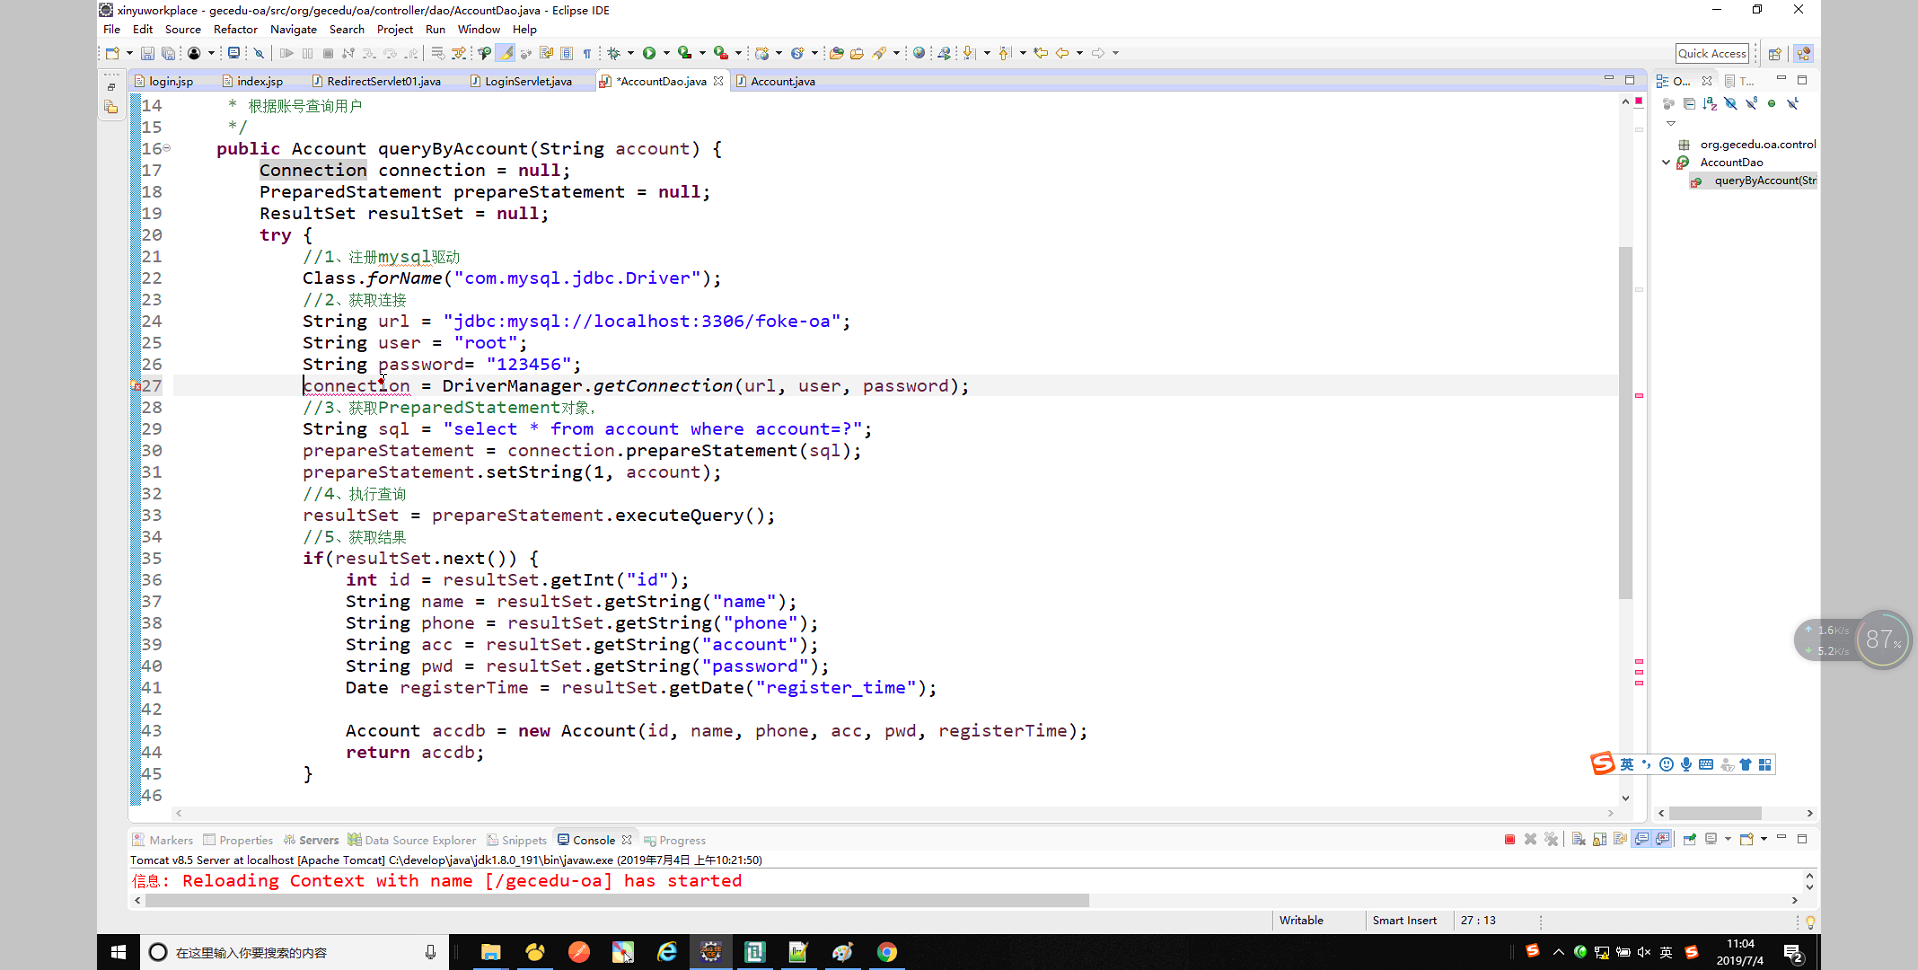 xinyuworkplace - gecedu-oa/src/org/gecedu/oa/controller/dao/AccountDao.java - Eclipse IDE
File Edit Source Refactor Navigate Search Project Run Window Help
Quick Access
login.jsp index.jsp RedirectServlet01.java LoginServlet.java *AccountDao.java Account.java
O... T...
14 * 根据账号查询用户
15 */
16 public Account queryByAccount(String account) {
17 Connection connection = null;
18 PreparedStatement prepareStatement = null;
19 ResultSet resultSet = null;
20 try {
21 //1、注册mysql驱动
22 Class.forName("com.mysql.jdbc.Driver");
23 //2、获取连接
24 String url = "jdbc:mysql://localhost:3306/foke-oa";
25 String user = "root";
26 String password= "123456";
27 connection = DriverManager.getConnection(url, user, password);
28 //3、获取PreparedStatement对象,
29 String sql = "select * from account where account=?";
30 prepareStatement = connection.prepareStatement(sql);
31 prepareStatement.setString(1, account);
32 //4、执行查询
33 resultSet = prepareStatement.executeQuery();
34 //5、获取结果
35 if(resultSet.next()) {
36 int id = resultSet.getInt("id");
37 String name = resultSet.getString("name");
38 String phone = resultSet.getString("phone");
39 String acc = resultSet.getString("account");
40 String pwd = resultSet.getString("password");
41 Date registerTime = resultSet.getDate("register_time");
42
43 Account accdb = new Account(id, name, phone, acc, pwd, registerTime);
44 return accdb;
45 }
46
org.gecedu.oa.control
AccountDao
queryByAccount(Str
1.6K/s
5.2K/s
87%
英
Markers Properties Servers Data Source Explorer Snippets Console Progress
Tomcat v8.5 Server at localhost [Apache Tomcat] C:\develop\java\jdk1.8.0_191\bin\javaw.exe (2019年7月4日 上午10:21:50)
信息: Reloading Context with name [/gecedu-oa] has started
Writable Smart Insert 27 : 13
在这里输入你要搜索的内容
英
11:04
2019/7/4
2